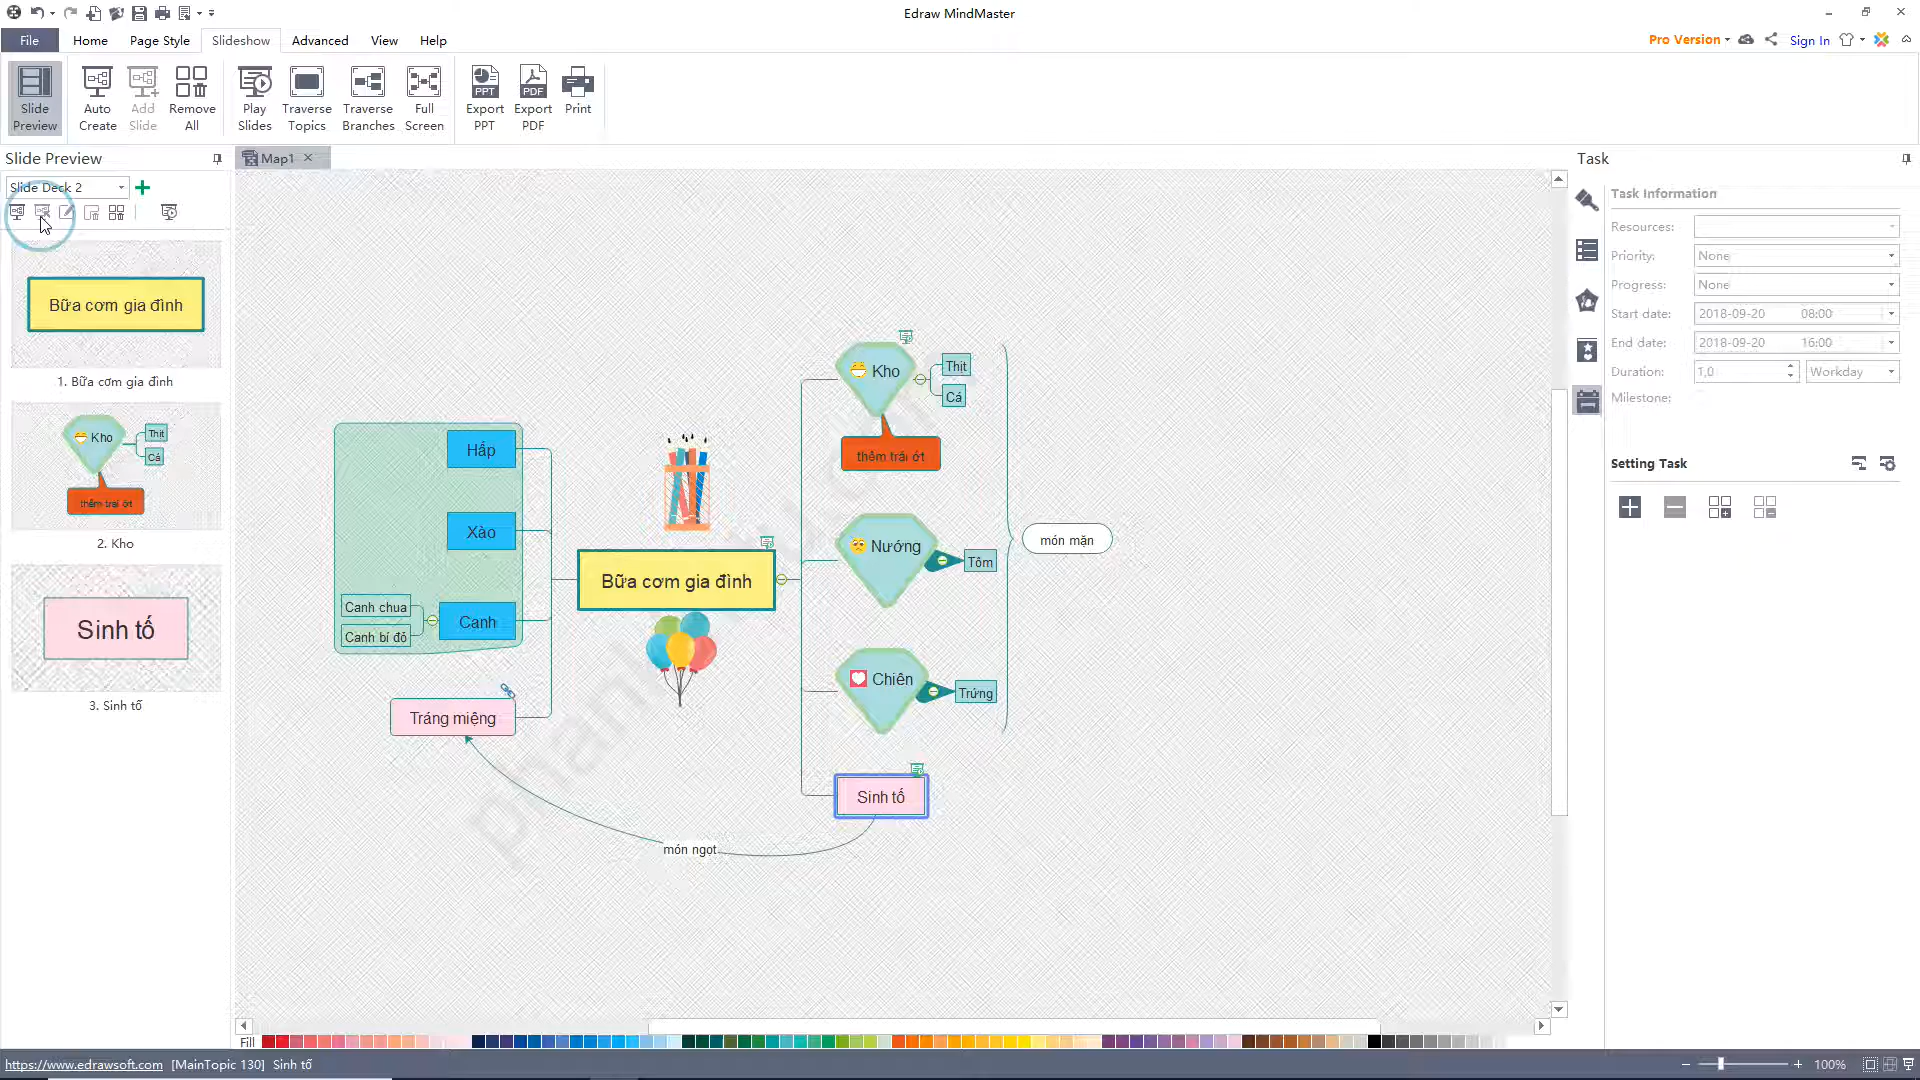 Edraw MindMaster
File Home Page Style Slideshow Advanced View Help
Pro Version Sign In
Slide Preview
Auto Create
Add Slide
Remove All
Play Slides
Traverse Topics
Traverse Branches
Full Screen
PPT
Export PPT
PDF
Export PDF
Print
Slide Preview
Map1
Task
Slide Deck 2
Bữa cơm gia đình
1. Bữa cơm gia đình
Kho
Thịt
Cá
thêm trái ớt
2. Kho
Sinh tố
3. Sinh tố
Hấp
Xào
Canh
Canh chua
Canh bí đỏ
Tráng miệng
Bữa cơm gia đình
Kho
Thịt
Cá
thêm trái ớt
Nướng
Tôm
món mặn
Chiên
Trứng
Sinh tố
món ngọt
Task Information
Resources:
Priority: None
Progress: None
Start date: 2018-09-20 08:00
End date: 2018-09-20 16:00
Duration: 1,0 Workday
Milestone:
Setting Task
Fill
https://www.edrawsoft.com [MainTopic 130] Sinh tố
100%